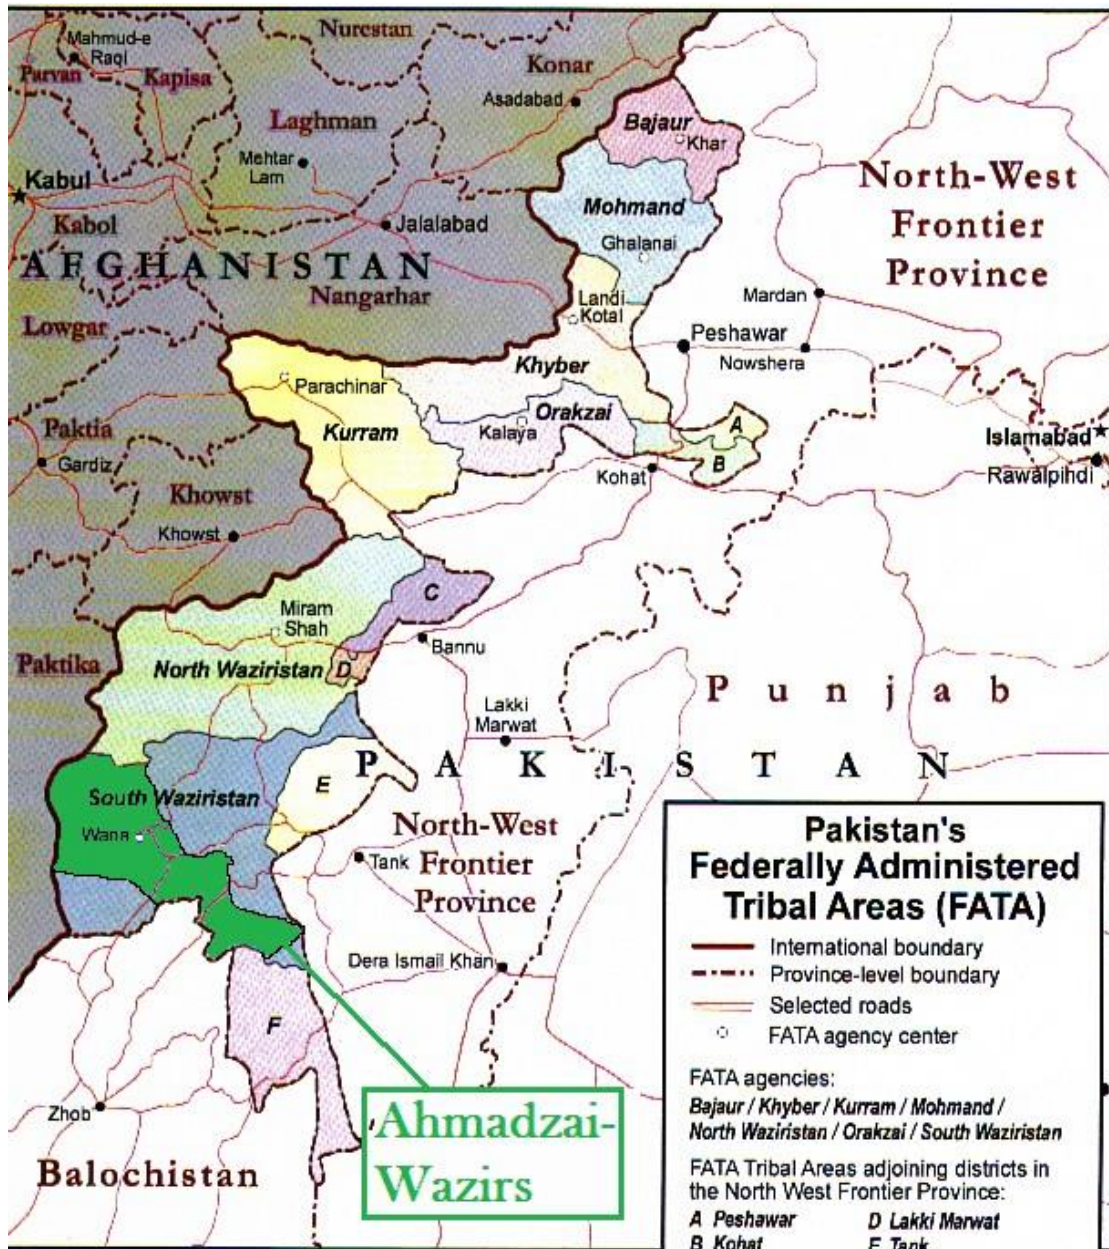 Nurestan
Mahmud-e
Raqi
Parvan
Kapisa
Konar
Asadabad
Laghman
Bajaur
Khar
Mehtar
Lam
Kabul
North-West
Frontier
Province
Mohmand
Kabol
Jalalabad
Ghalanai
AFGHANISTAN
Nangarhar
Landi
Kotal
Mardan
Lowgar
Peshawar
Nowshera
Khyber
Parachinar
Orakzai
Kalaya
Kurram
A
Paktia
Islamabad
Gardiz
B
Kohat
Rawalpihdi
Khowst
Khowst
C
Miram
Shah
Bannu
Paktika
North Waziristan
D
Punjab
Lakki
Marwat
PAKISTAN
E
South Waziristan
Wana
North-West
Frontier
Province
Tank
Dera Ismail Khan
F
Zhob
Balochistan
Ahmadzai-
Wazirs
Pakistan's
Federally Administered
Tribal Areas (FATA)
International boundary
Province-level boundary
Selected roads
FATA agency center
FATA agencies:
Bajaur / Khyber / Kurram / Mohmand /
North Waziristan / Orakzai / South Waziristan
FATA Tribal Areas adjoining districts in
the North West Frontier Province:
A Peshawar D Lakki Marwat
B Kohat E Tank